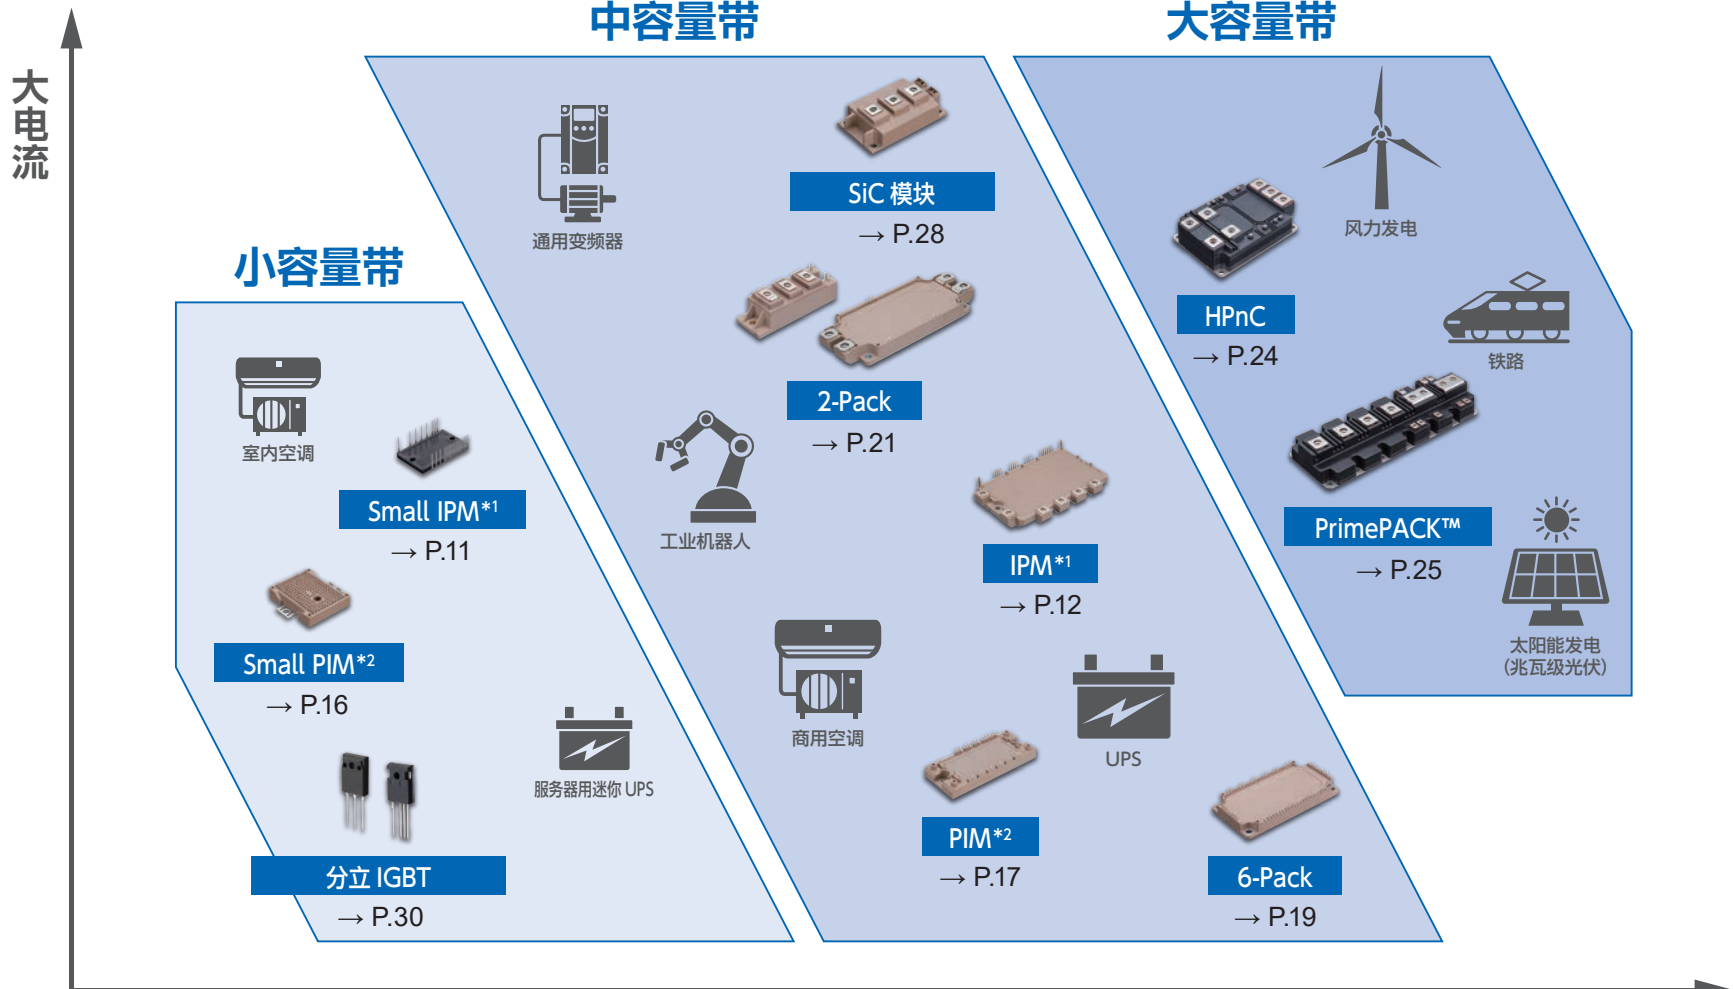 大电流
小容量带
室内空调
Small IPM*1
→ P.11
Small PIM*2
→ P.16
服务器用迷你 UPS
分立 IGBT
→ P.30
中容量带
通用变频器
SiC 模块
→ P.28
2-Pack
→ P.21
工业机器人
IPM*1
→ P.12
商用空调
UPS
PIM*2
→ P.17
6-Pack
→ P.19
大容量带
风力发电
HPnC
→ P.24
铁路
PrimePACK™
→ P.25
太阳能发电
(兆瓦级光伏)